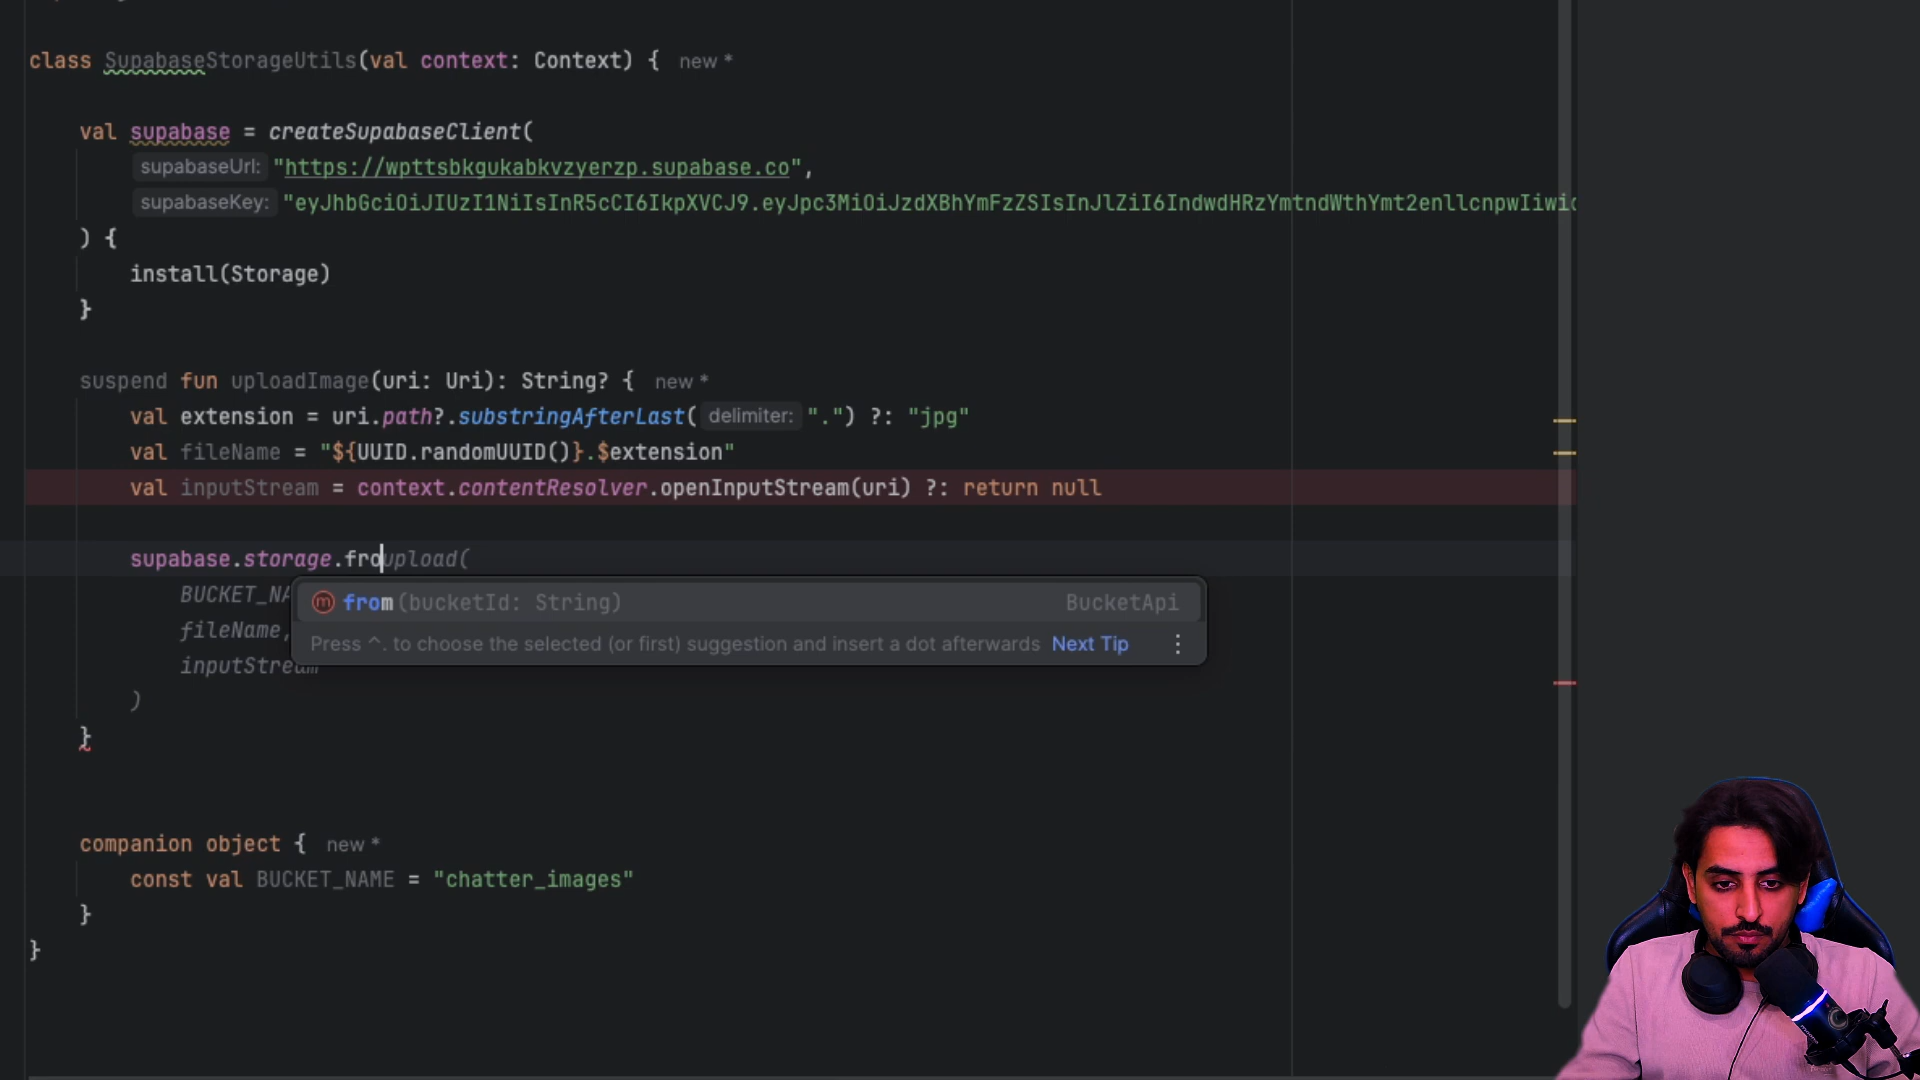 class SupabaseStorageUtils(val context: Context) { new *
val supabase = createSupabaseClient(
supabaseUrl: "https://wpttsbkgukabkvzyerzp.supabase.co",
supabaseKey: "eyJhbGciOiJIUzI1NiIsInR5cCI6IkpXVCJ9.eyJpc3MiOiJzdXBhYmFzZSIsInJlZiI6IndwdHRzYmtndWthYmt2enllcnpwIiwic
) {
install(Storage)
}
suspend fun uploadImage(uri: Uri): String? { new *
val extension = uri.path?.substringAfterLast( delimiter: ".") ?: "jpg"
val fileName = "${UUID.randomUUID()}.$extension"
val inputStream = context.contentResolver.openInputStream(uri) ?: return null
supabase.storage.froupload(
BUCKET_NA
from(bucketId: String) BucketApi
fileName,
Press ^. to choose the selected (or first) suggestion and insert a dot afterwards Next Tip
inputStream
)
}
companion object { new *
const val BUCKET_NAME = "chatter_images"
}
}